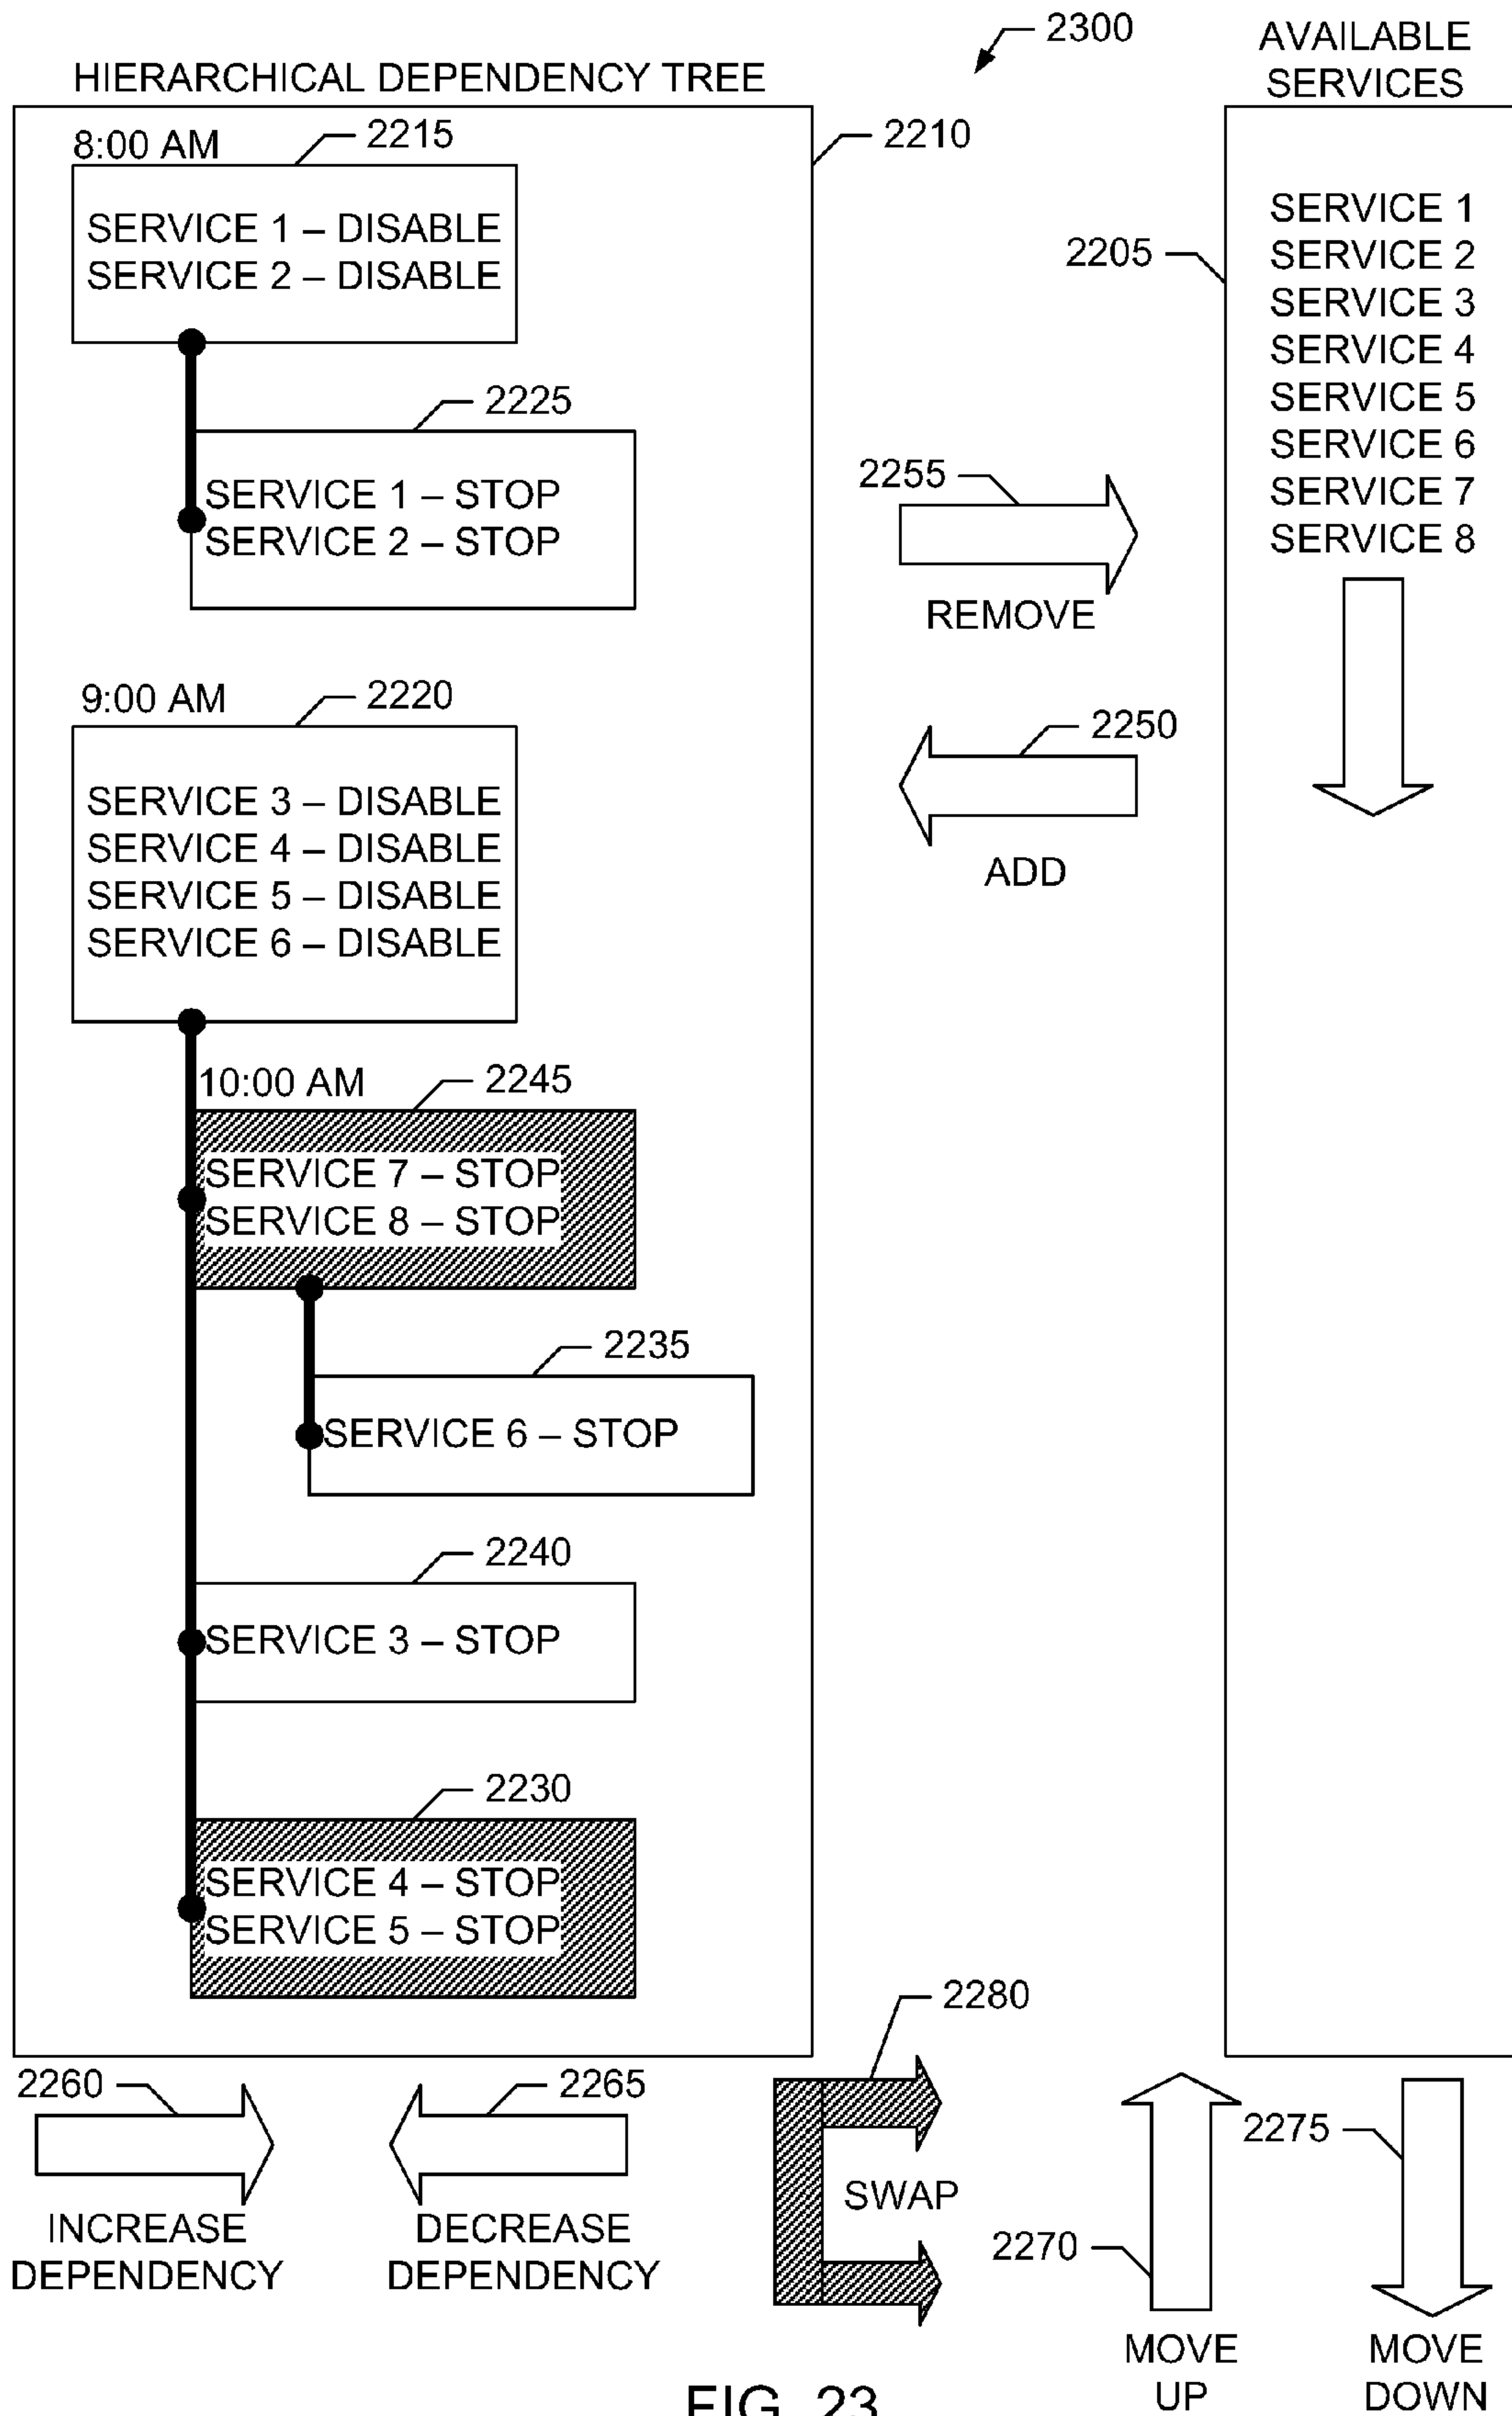 2300
AVAILABLE
SERVICES
HIERARCHICAL DEPENDENCY TREE
8:00 AM
2215
2210
SERVICE 1 – DISABLE
SERVICE 2 – DISABLE
2225
SERVICE 1 – STOP
SERVICE 2 – STOP
9:00 AM
2220
SERVICE 3 – DISABLE
SERVICE 4 – DISABLE
SERVICE 5 – DISABLE
SERVICE 6 – DISABLE
10:00 AM
2245
SERVICE 7 – STOP
SERVICE 8 – STOP
2235
SERVICE 6 – STOP
2240
SERVICE 3 – STOP
2230
SERVICE 4 – STOP
SERVICE 5 – STOP
2255
REMOVE
2250
ADD
2205
SERVICE 1
SERVICE 2
SERVICE 3
SERVICE 4
SERVICE 5
SERVICE 6
SERVICE 7
SERVICE 8
2260
INCREASE
DEPENDENCY
2265
DECREASE
DEPENDENCY
2280
SWAP
2270
MOVE
UP
2275
MOVE
DOWN
FIG. 23